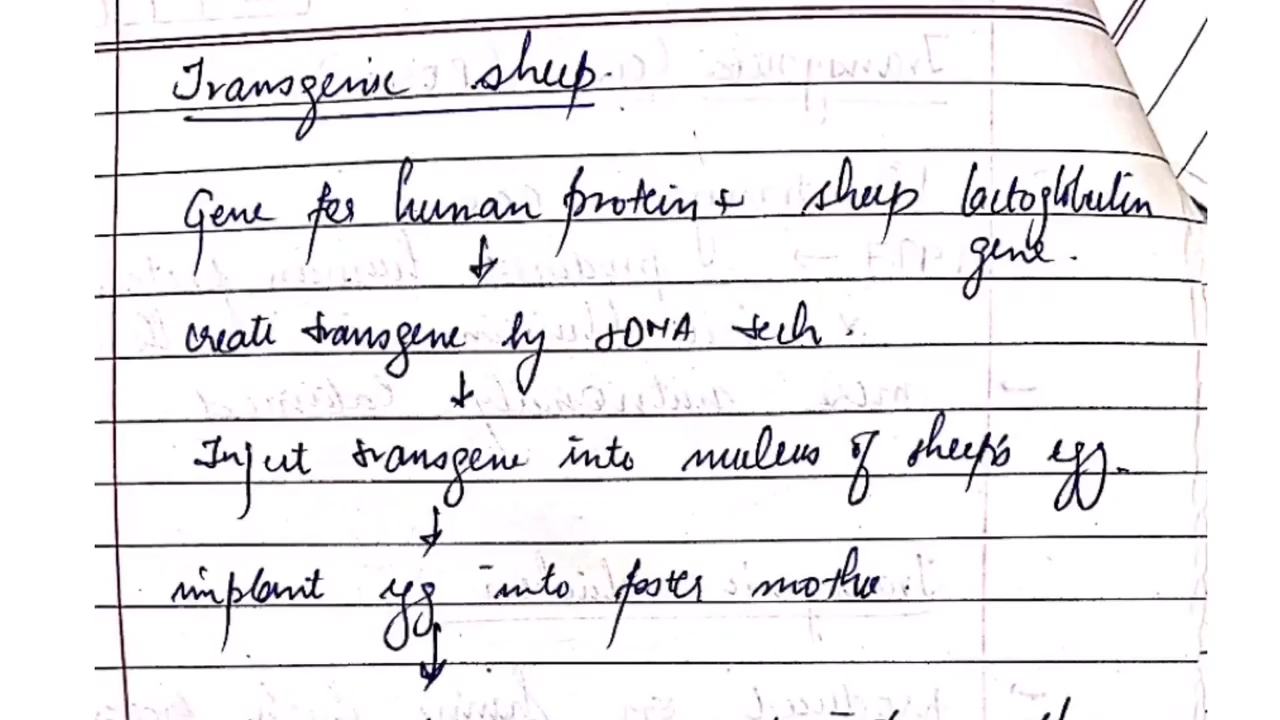 Transgenic sheep.
Gene for human protein + sheep lactoglobulin
gene.
↓
create transgene by rDNA tech.
↓
Inject transgene into nucleus of sheep's egg.
↓
implant egg into foster mother.
↓